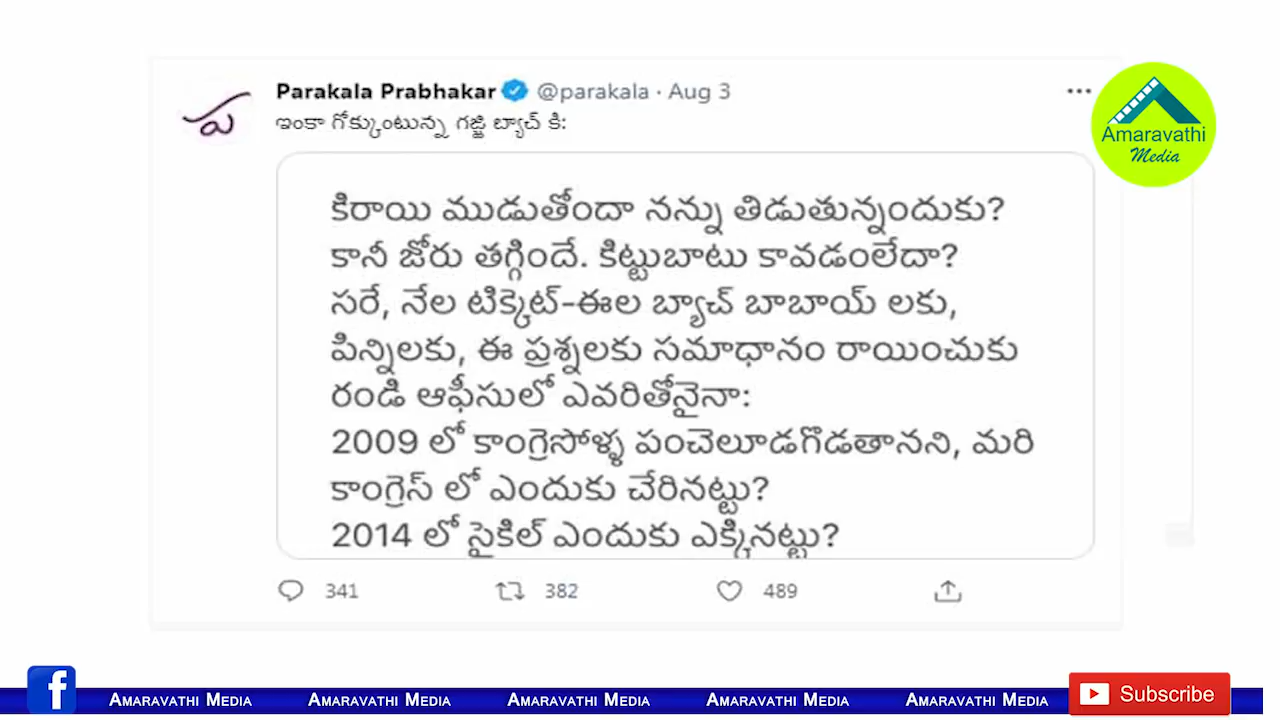 Parakala Prabhakar @parakala · Aug 3
ఇంకా గోక్కుంటున్న గజ్జి బ్యాచ్ కి:
Amaravathi
Media
కిరాయి ముడుతోందా నన్ను తిడుతున్నందుకు?
కానీ జోరు తగ్గిందే. కిట్టుబాటు కావడంలేదా?
సరే, నేల టిక్కెట్-ఈల బ్యాచ్ బాబాయ్ లకు,
పిన్నిలకు, ఈ ప్రశ్నలకు సమాధానం రాయించుకు
రండి ఆఫీసులో ఎవరితోనైనా:
2009 లో కాంగ్రెసోళ్ళ పంచెలూడగొడతానని, మరి
కాంగ్రెస్ లో ఎందుకు చేరినట్టు?
2014 లో సైకిల్ ఎందుకు ఎక్కినట్టు?
341 382 489
f Amaravathi Media Amaravathi Media Amaravathi Media Amaravathi Media Amaravathi Media Subscribe